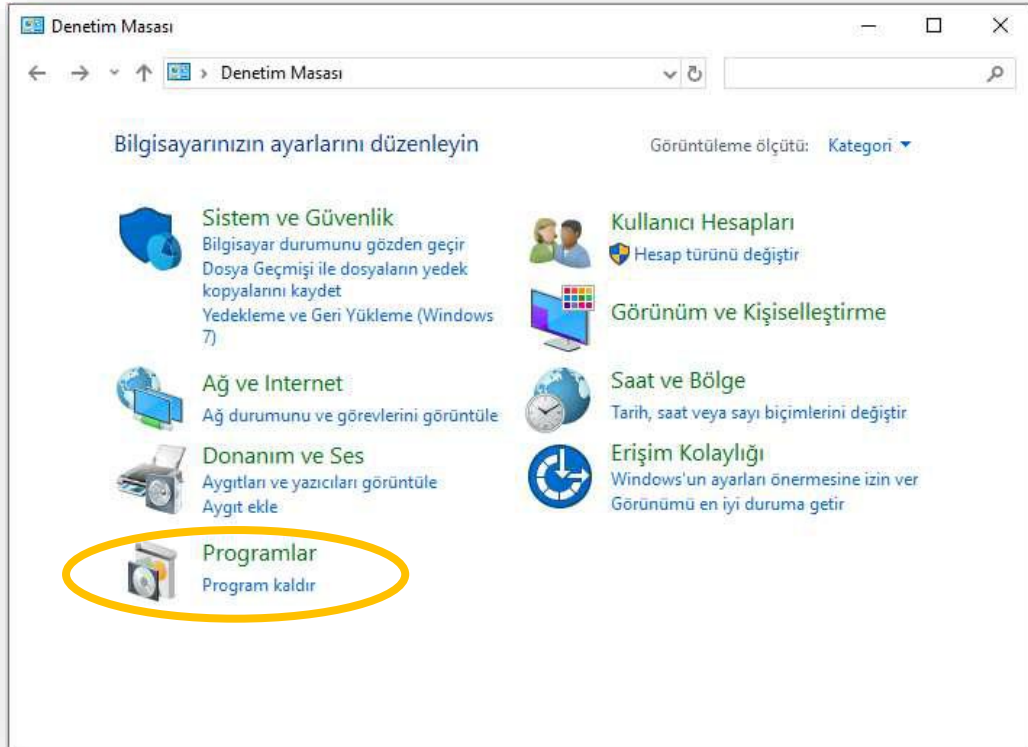 Denetim Masası
Denetim Masası
Bilgisayarınızın ayarlarını düzenleyin
Görüntüleme ölçütü: Kategori
Sistem ve Güvenlik
Bilgisayar durumunu gözden geçir
Dosya Geçmişi ile dosyaların yedek
kopyalarını kaydet
Yedekleme ve Geri Yükleme (Windows
7)
Ağ ve Internet
Ağ durumunu ve görevlerini görüntüle
Donanım ve Ses
Aygıtları ve yazıcıları görüntüle
Aygıt ekle
Programlar
Program kaldır
Kullanıcı Hesapları
Hesap türünü değiştir
Görünüm ve Kişiselleştirme
Saat ve Bölge
Tarih, saat veya sayı biçimlerini değiştir
Erişim Kolaylığı
Windows'un ayarları önermesine izin ver
Görünümü en iyi duruma getir